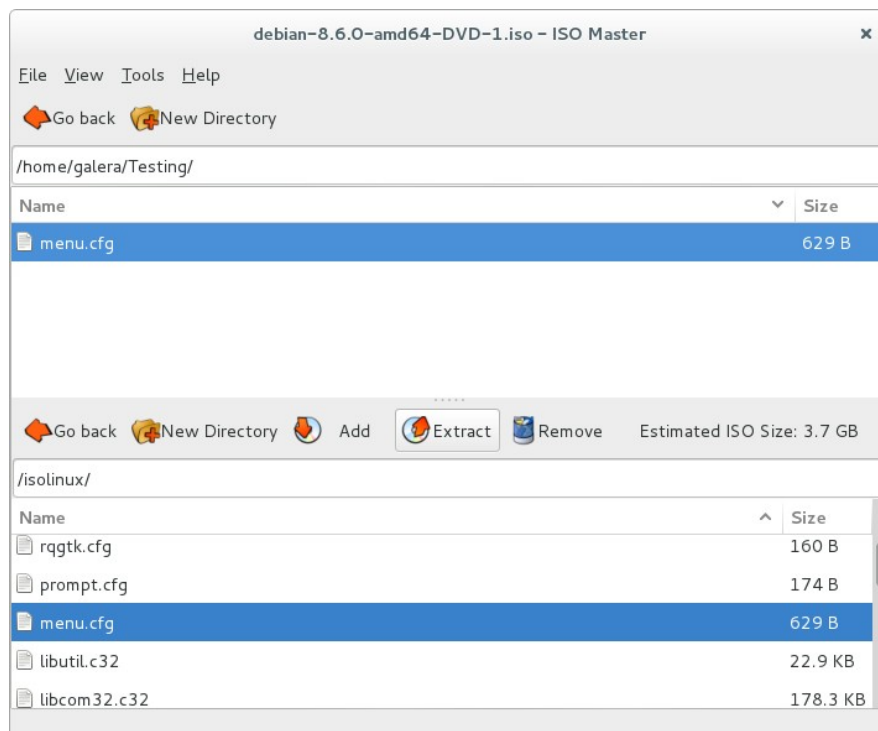 debian-8.6.0-amd64-DVD-1.iso – ISO Master
File View Tools Help
Go back New Directory
/home/galera/Testing/
Name Size
menu.cfg 629 B
Go back New Directory Add Extract Remove Estimated ISO Size: 3.7 GB
/isolinux/
Name Size
rqgtk.cfg 160 B
prompt.cfg 174 B
menu.cfg 629 B
libutil.c32 22.9 KB
libcom32.c32 178.3 KB